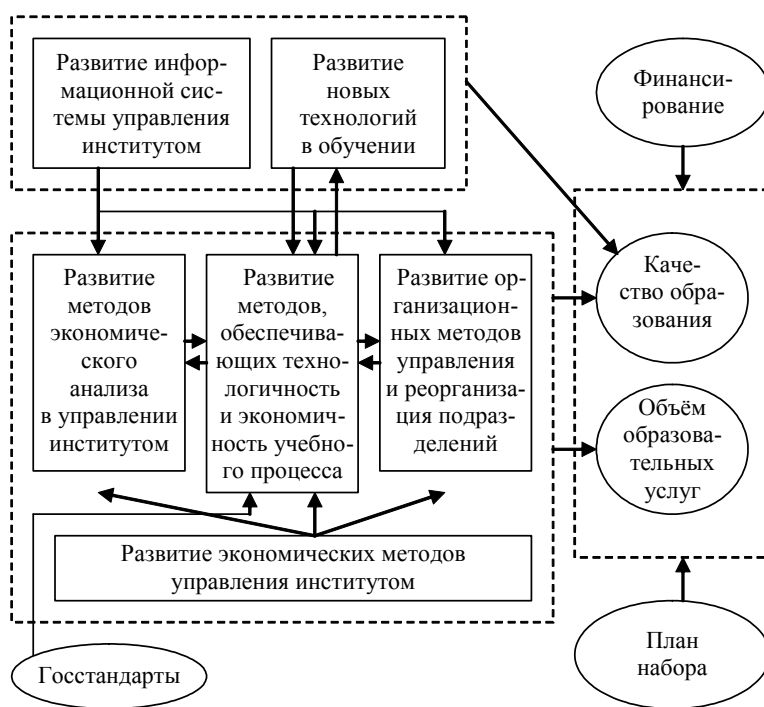 Развитие инфор-
мационной сис-
темы управления
институтом
Развитие
новых
технологий
в обучении
Финанси-
рование
Развитие
методов
экономиче-
ского
анализа
в управлении
институтом
Развитие
методов,
обеспечива-
ющих техно-
логичность
и экономич-
ность учебно-
го процесса
Развитие ор-
ганизацион-
ных методов
управления
и реорганиза-
ция подраз-
делений
Каче-
ство обра-
зования
Объём
образова-
тельных
услуг
Развитие экономических методов
управления институтом
Госстандарты
План
набора